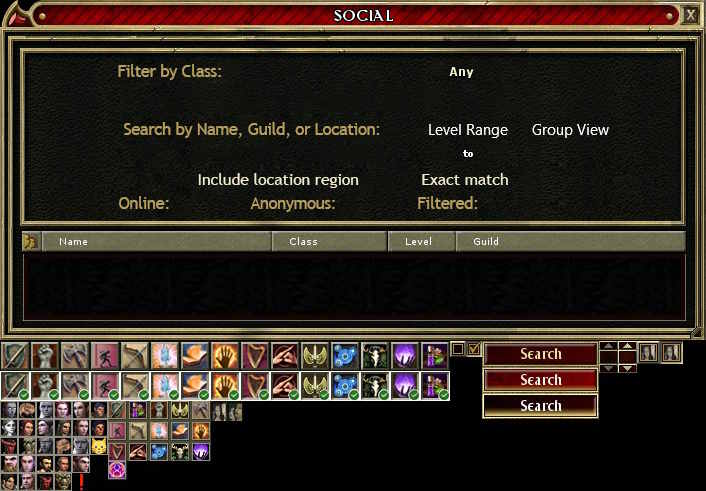 SOCIAL
X
Filter by Class:
Any
Search by Name, Guild, or Location:
Level Range
Group View
to
Include location region
Exact match
Online:
Anonymous:
Filtered:
Name
Class
Level
Guild
Search
Search
Search